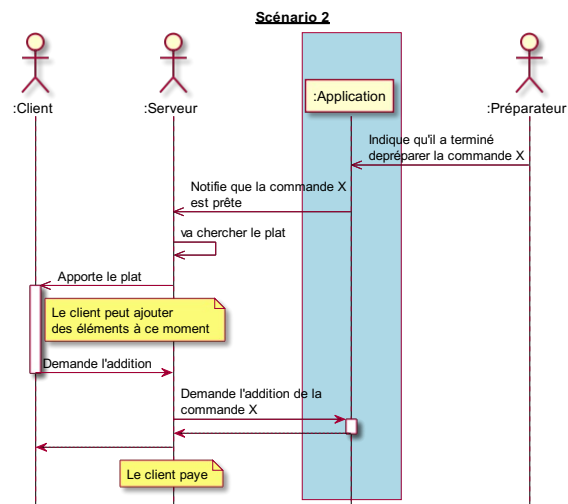 Scénario 2
:Client
:Serveur
:Application
:Préparateur
Indique qu'il a terminé
depréparer la commande X
Notifie que la commande X
est prête
va chercher le plat
Apporte le plat
Le client peut ajouter
des éléments à ce moment
Demande l'addition
Demande l'addition de la
commande X
Le client paye